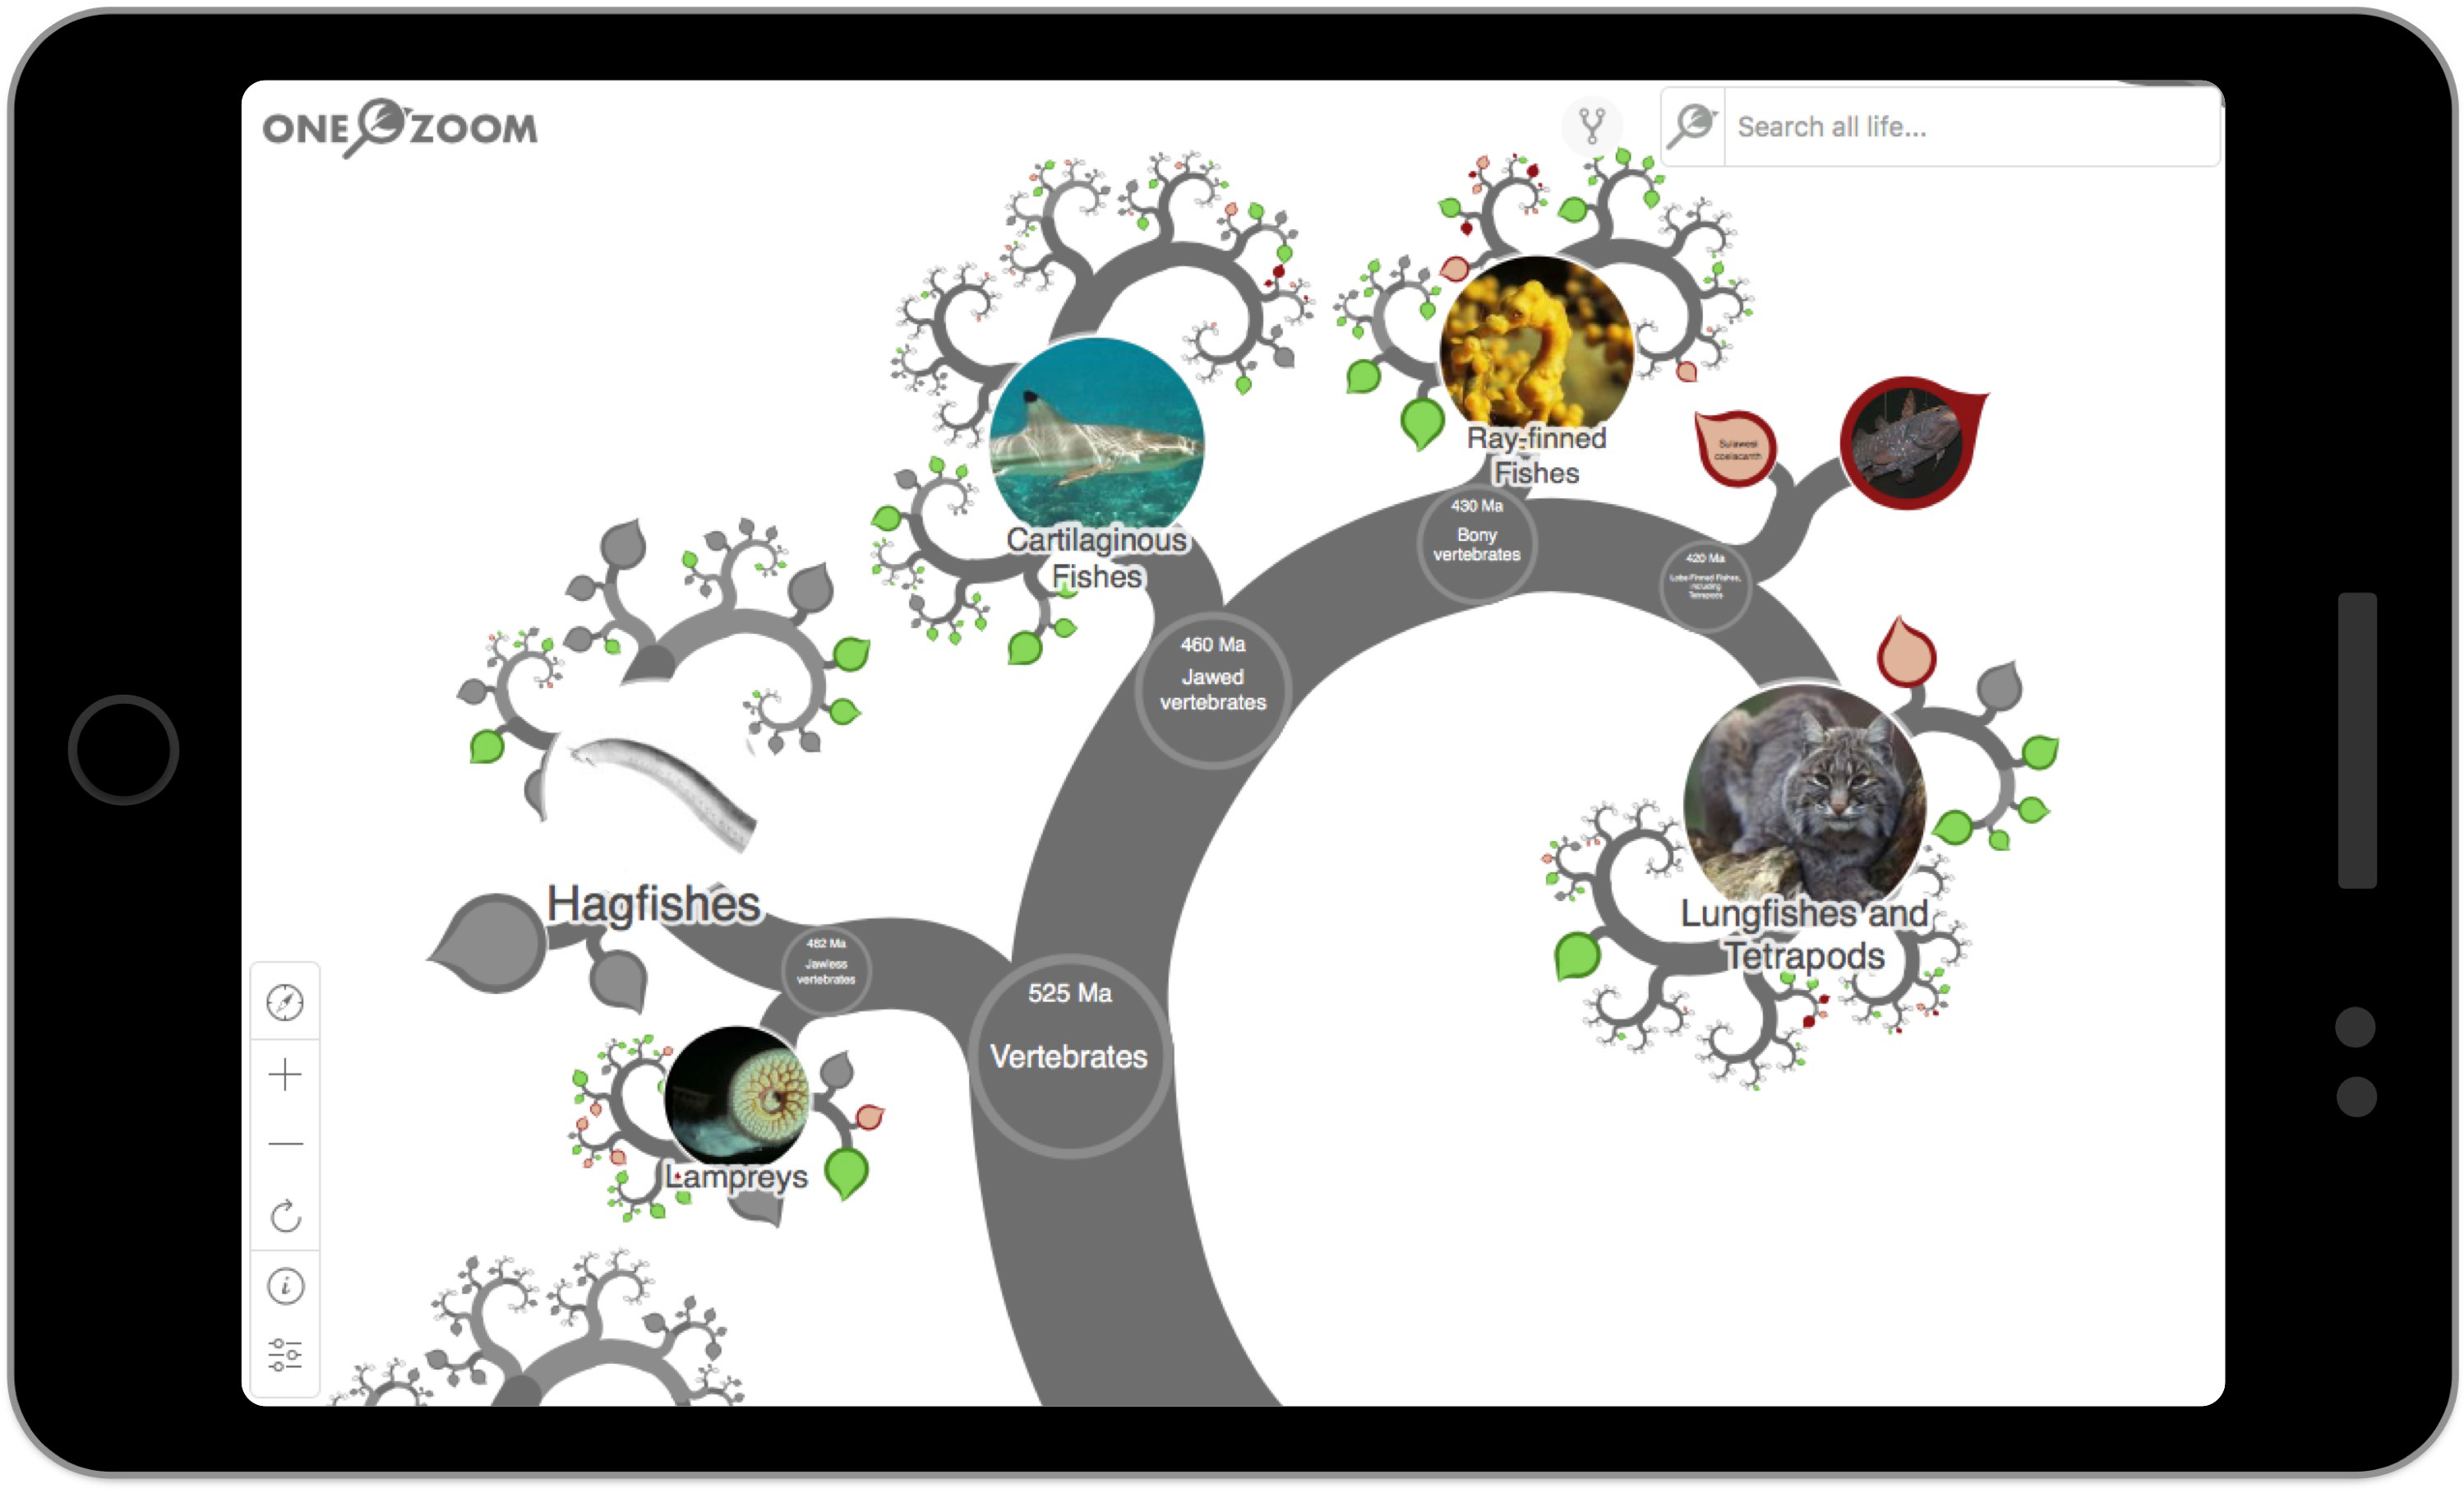 ONE ZOOM
Search all life...
Ray-finned
Fishes
Sulawesi
coelacanth
430 Ma
Bony
vertebrates
Cartilaginous
Fishes
420 Ma
Lobe-Finned Fishes,
including
Tetrapods
460 Ma
Jawed
vertebrates
Hagfishes
Lungfishes and
Tetrapods
482 Ma
Jawless
vertebrates
525 Ma
Vertebrates
Lampreys
i